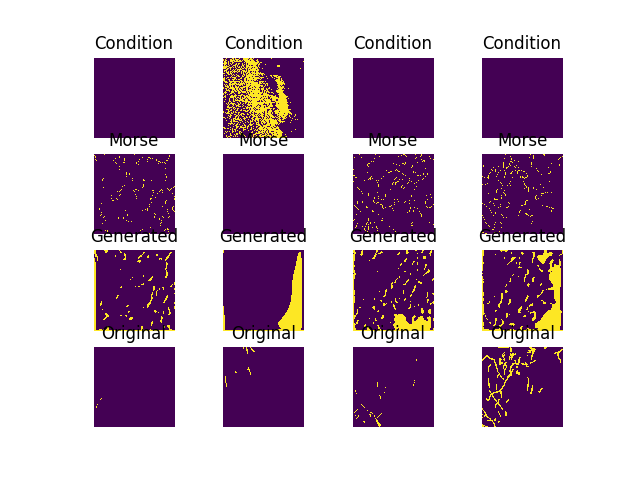 Condition Condition Condition Condition
Morse Morse Morse Morse
Generated Generated Generated Generated
Original Original Original Original